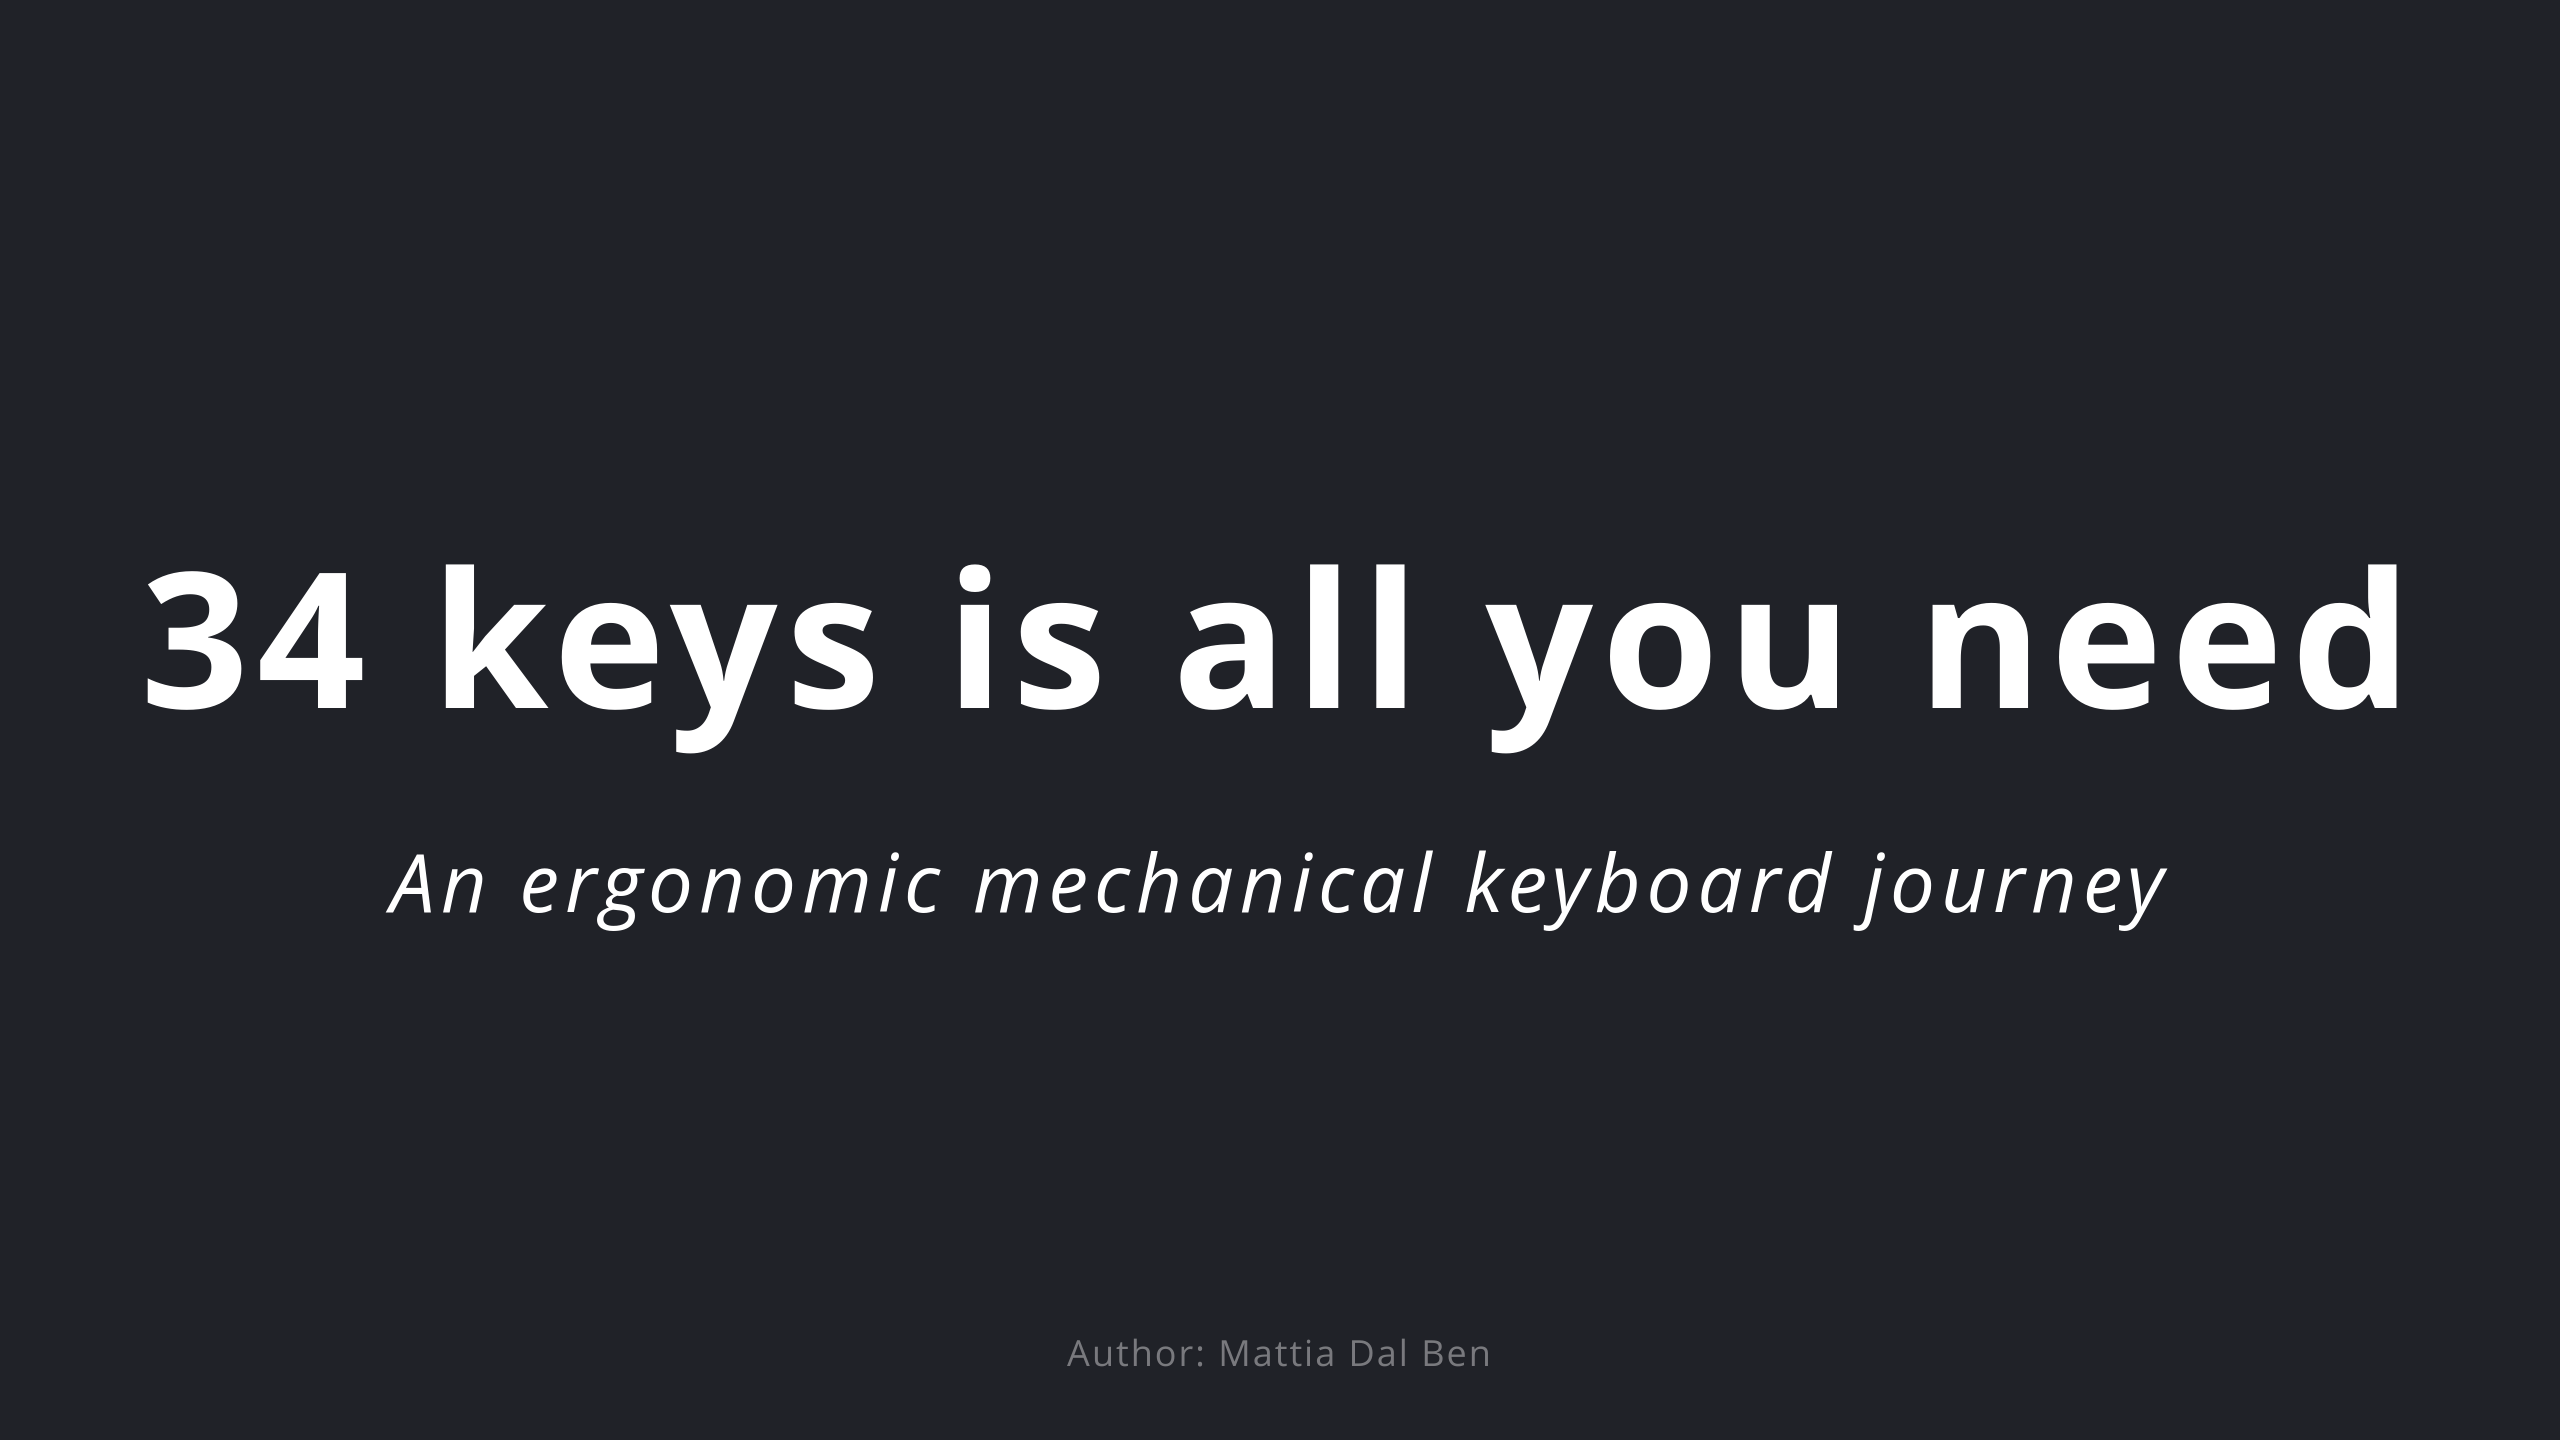 34 keys is all you need
An ergonomic mechanical keyboard journey
Author: Mattia Dal Ben